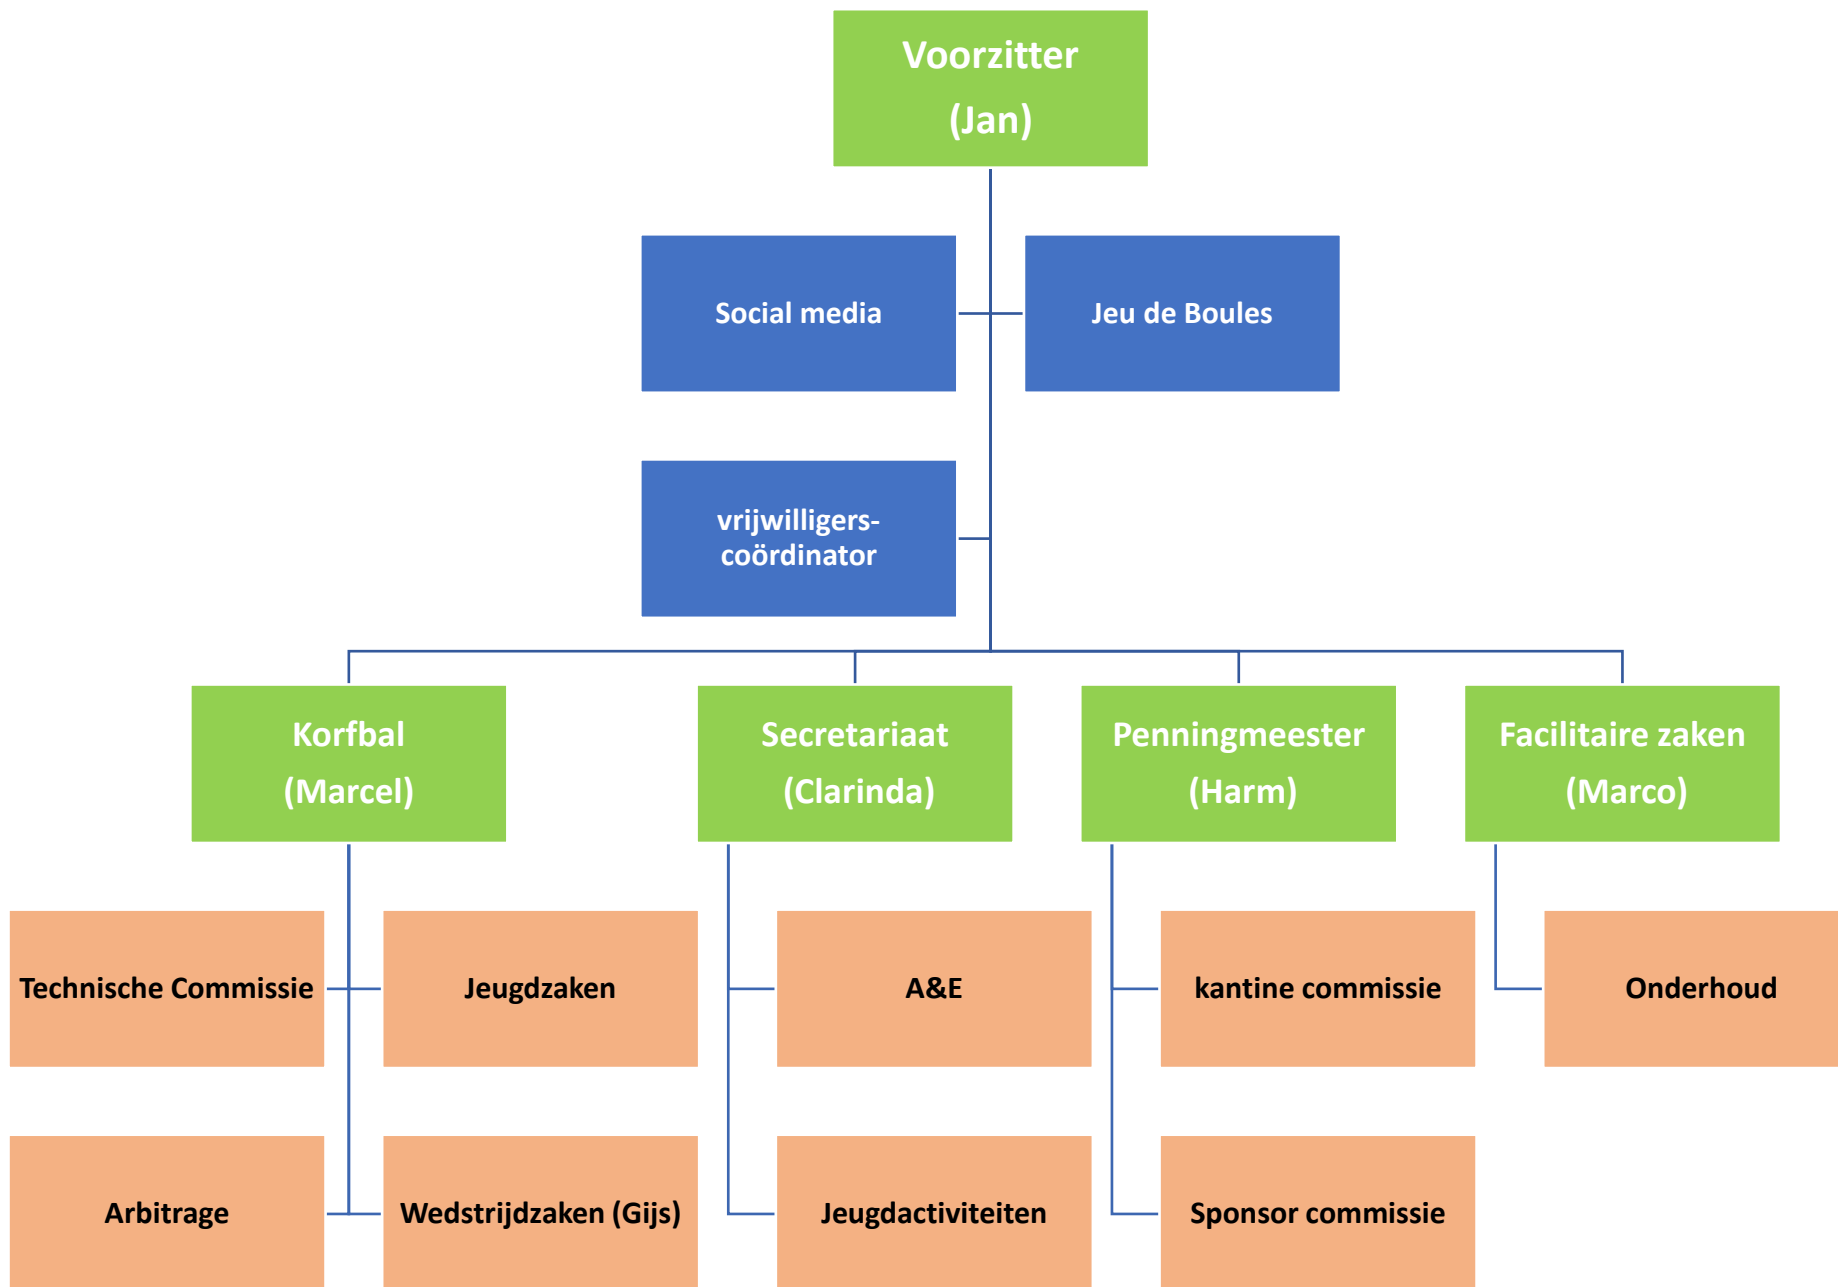 Voorzitter
(Jan)
Social media
Jeu de Boules
vrijwilligers-
coördinator
Korfbal
(Marcel)
Secretariaat
(Clarinda)
Penningmeester
(Harm)
Facilitaire zaken
(Marco)
Technische Commissie
Jeugdzaken
A&E
kantine commissie
Onderhoud
Arbitrage
Wedstrijdzaken (Gijs)
Jeugdactiviteiten
Sponsor commissie